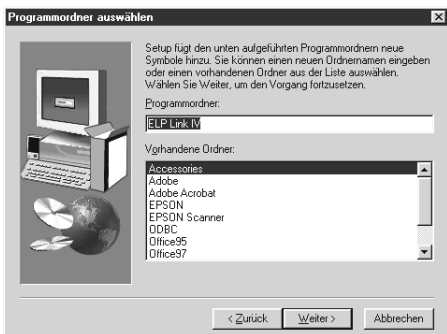 Programmordner auswählen
Setup fügt den unten aufgeführten Programmordnern neue
Symbole hinzu. Sie können einen neuen Ordnernamen eingeben
oder einen vorhandenen Ordner aus der Liste auswählen.
Wählen Sie Weiter, um den Vorgang fortzusetzen.
Programmordner:
ELP Link IV
Vorhandene Ordner:
Accessories
Adobe
Adobe Acrobat
EPSON
EPSON Scanner
ODBC
Office95
Office97
< Zurück
Weiter >
Abbrechen